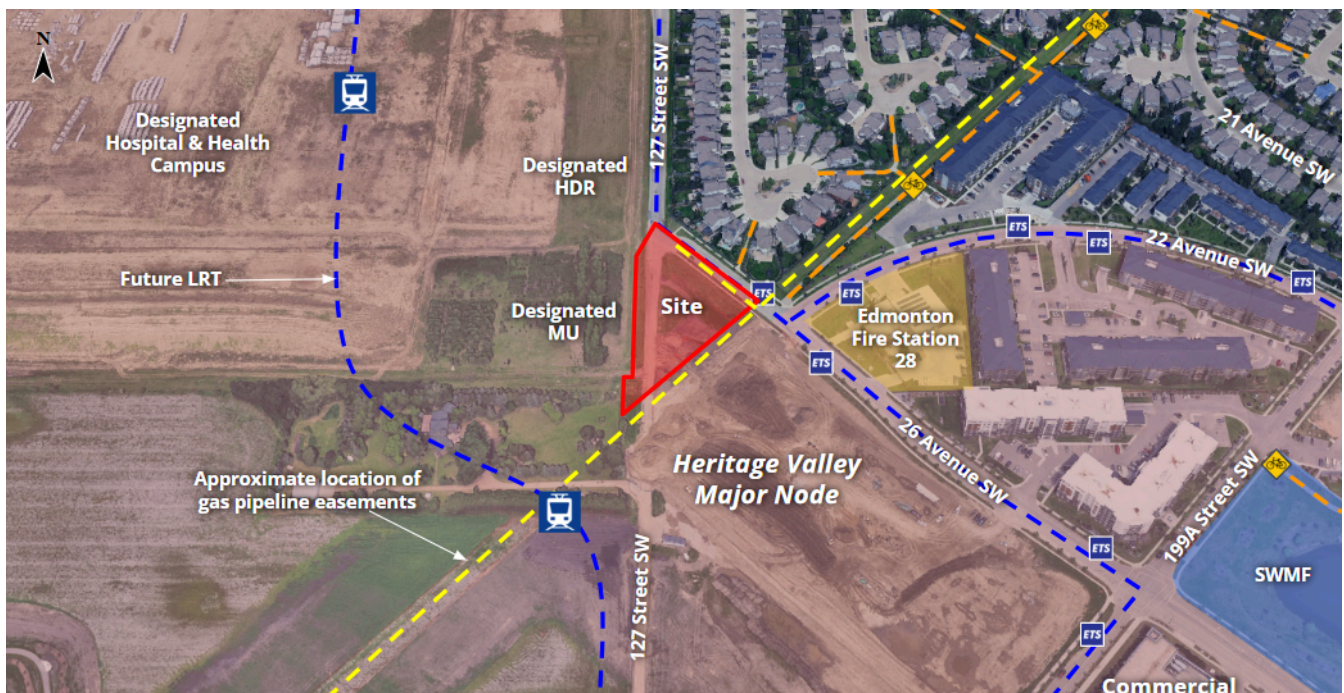 N
Designated
Hospital & Health
Campus
127 Street SW
Designated
HDR
21 Avenue SW
22 Avenue SW
Future LRT
Designated
MU
Site
ETS
ETS
ETS
ETS
ETS
Edmonton
Fire Station
28
ETS
26 Avenue SW
Heritage Valley
Major Node
Approximate location of
gas pipeline easements
127 Street SW
199A Street SW
ETS
SWMF
ETS
Commercial